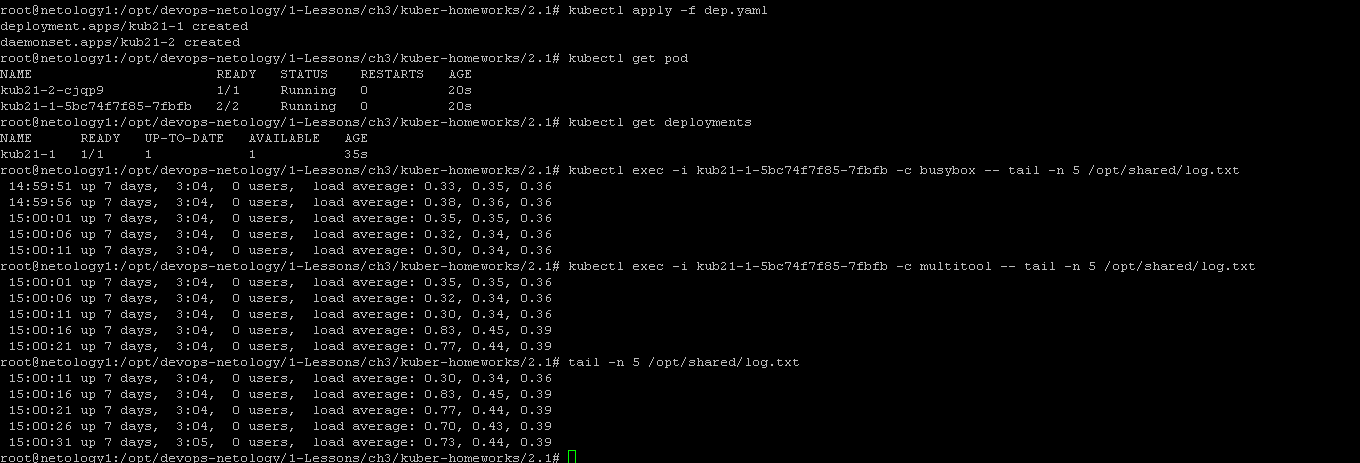 root@netology1:/opt/devops-netology/1-Lessons/ch3/kuber-homeworks/2.1# kubectl apply -f dep.yaml
deployment.apps/kub21-1 created
daemonset.apps/kub21-2 created
root@netology1:/opt/devops-netology/1-Lessons/ch3/kuber-homeworks/2.1# kubectl get pod
NAME                       READY   STATUS    RESTARTS   AGE
kub21-2-cjqp9              1/1     Running   0          20s
kub21-1-5bc74f7f85-7fbfb   2/2     Running   0          20s
root@netology1:/opt/devops-netology/1-Lessons/ch3/kuber-homeworks/2.1# kubectl get deployments
NAME      READY   UP-TO-DATE   AVAILABLE   AGE
kub21-1   1/1     1            1           35s
root@netology1:/opt/devops-netology/1-Lessons/ch3/kuber-homeworks/2.1# kubectl exec -i kub21-1-5bc74f7f85-7fbfb -c busybox -- tail -n 5 /opt/shared/log.txt
 14:59:51 up 7 days,  3:04,  0 users,  load average: 0.33, 0.35, 0.36
 14:59:56 up 7 days,  3:04,  0 users,  load average: 0.38, 0.36, 0.36
 15:00:01 up 7 days,  3:04,  0 users,  load average: 0.35, 0.35, 0.36
 15:00:06 up 7 days,  3:04,  0 users,  load average: 0.32, 0.34, 0.36
 15:00:11 up 7 days,  3:04,  0 users,  load average: 0.30, 0.34, 0.36
root@netology1:/opt/devops-netology/1-Lessons/ch3/kuber-homeworks/2.1# kubectl exec -i kub21-1-5bc74f7f85-7fbfb -c multitool -- tail -n 5 /opt/shared/log.txt
 15:00:01 up 7 days,  3:04,  0 users,  load average: 0.35, 0.35, 0.36
 15:00:06 up 7 days,  3:04,  0 users,  load average: 0.32, 0.34, 0.36
 15:00:11 up 7 days,  3:04,  0 users,  load average: 0.30, 0.34, 0.36
 15:00:16 up 7 days,  3:04,  0 users,  load average: 0.83, 0.45, 0.39
 15:00:21 up 7 days,  3:04,  0 users,  load average: 0.77, 0.44, 0.39
root@netology1:/opt/devops-netology/1-Lessons/ch3/kuber-homeworks/2.1# tail -n 5 /opt/shared/log.txt
 15:00:11 up 7 days,  3:04,  0 users,  load average: 0.30, 0.34, 0.36
 15:00:16 up 7 days,  3:04,  0 users,  load average: 0.83, 0.45, 0.39
 15:00:21 up 7 days,  3:04,  0 users,  load average: 0.77, 0.44, 0.39
 15:00:26 up 7 days,  3:04,  0 users,  load average: 0.70, 0.43, 0.39
 15:00:31 up 7 days,  3:05,  0 users,  load average: 0.73, 0.44, 0.39
root@netology1:/opt/devops-netology/1-Lessons/ch3/kuber-homeworks/2.1#